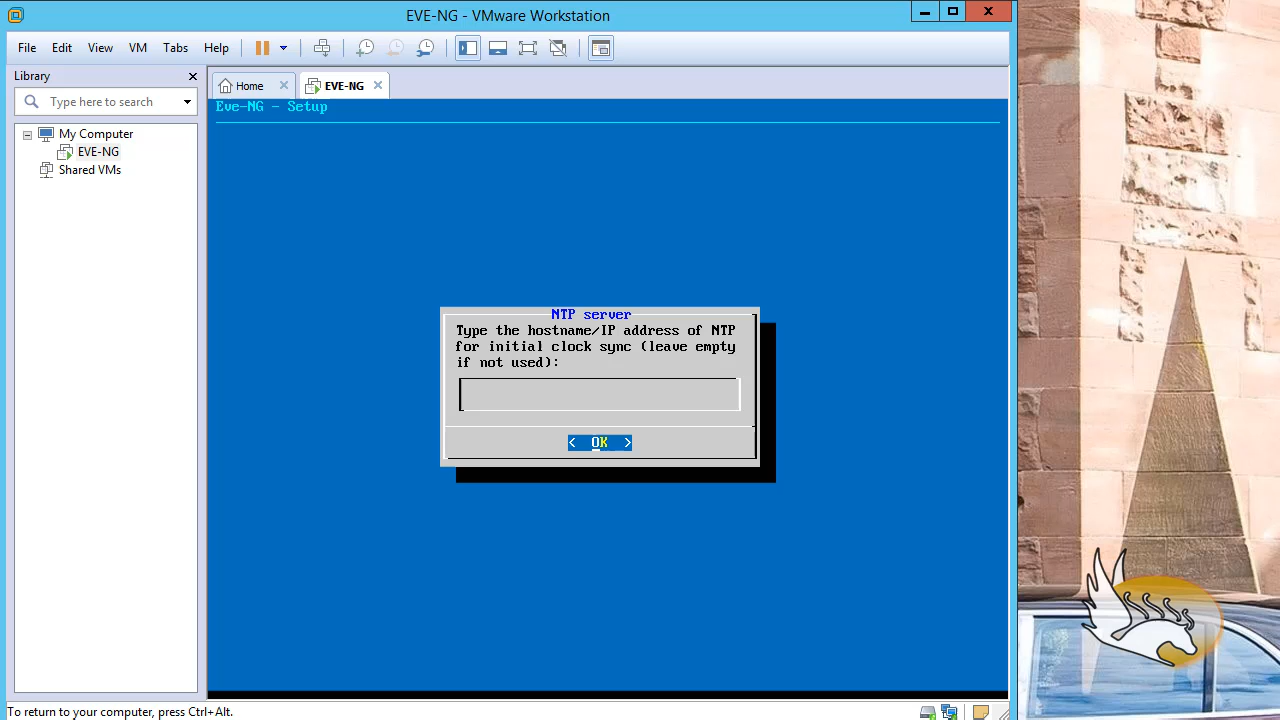 EVE-NG - VMware Workstation
File Edit View VM Tabs Help
Library
Type here to search
My Computer
EVE-NG
Shared VMs
Home
EVE-NG
Eve-NG - Setup
NTP server
Type the hostname/IP address of NTP
for initial clock sync (leave empty
if not used):
< OK >
To return to your computer, press Ctrl+Alt.